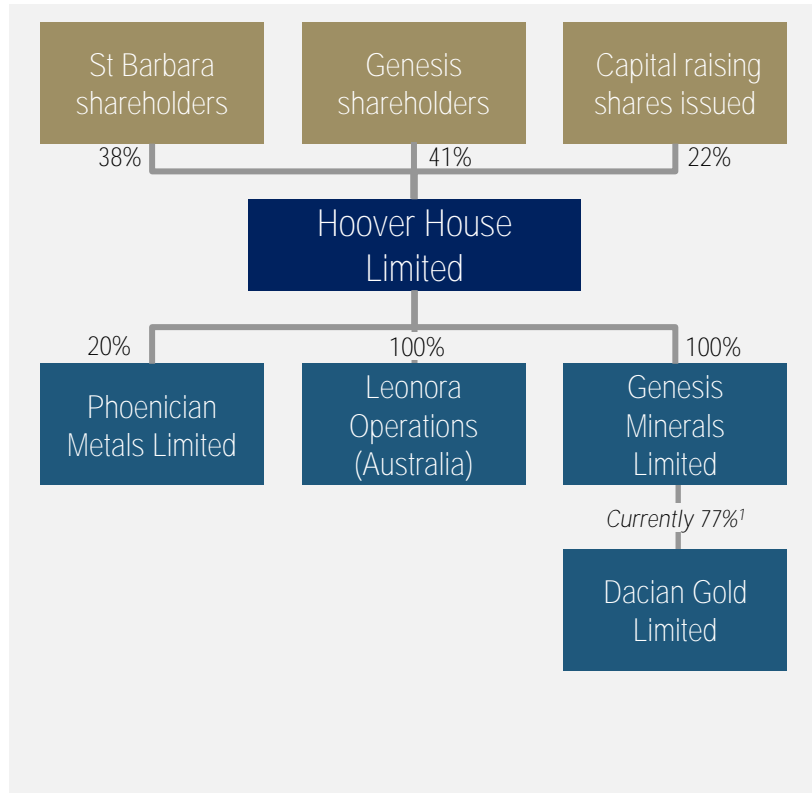 St Barbara
shareholders
Genesis
shareholders
Capital raising
shares issued
38%
41%
22%
Hoover House
Limited
20%
100%
100%
Phoenician
Metals Limited
Leonora
Operations
(Australia)
Genesis
Minerals
Limited
Currently 77%¹
Dacian Gold
Limited